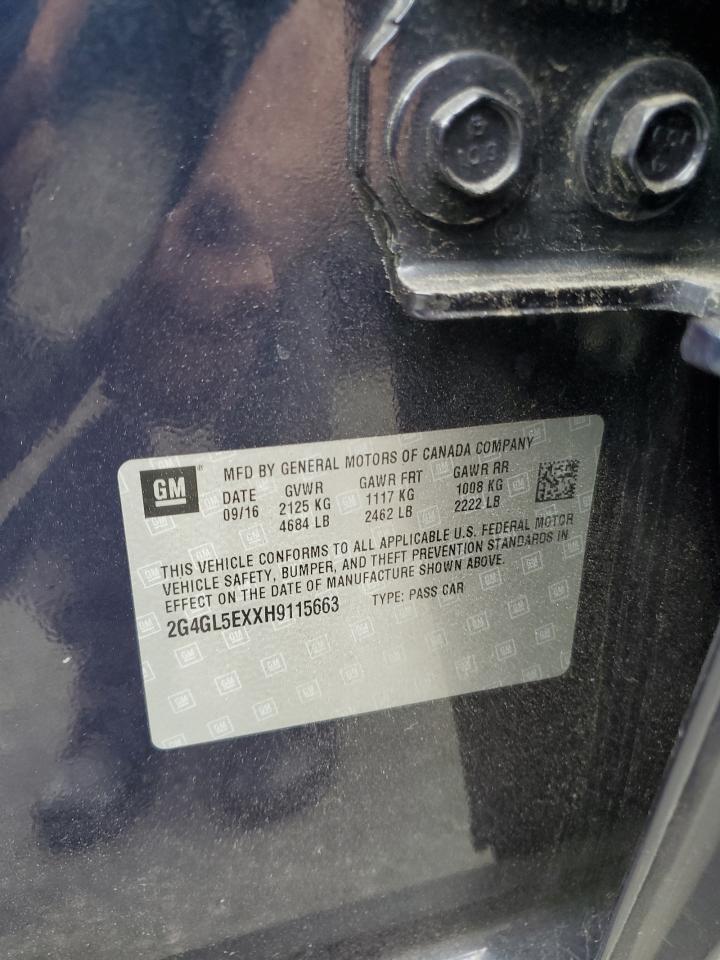 GM
MFD BY GENERAL MOTORS OF CANADA COMPANY
DATE GVWR GAWR FRT GAWR RR
09/16 2125 KG 1117 KG 1008 KG
4684 LB 2462 LB 2222 LB
THIS VEHICLE CONFORMS TO ALL APPLICABLE U.S. FEDERAL MOTOR
VEHICLE SAFETY, BUMPER, AND THEFT PREVENTION STANDARDS IN
EFFECT ON THE DATE OF MANUFACTURE SHOWN ABOVE.
2G4GL5EXXH9115663 TYPE: PASS CAR